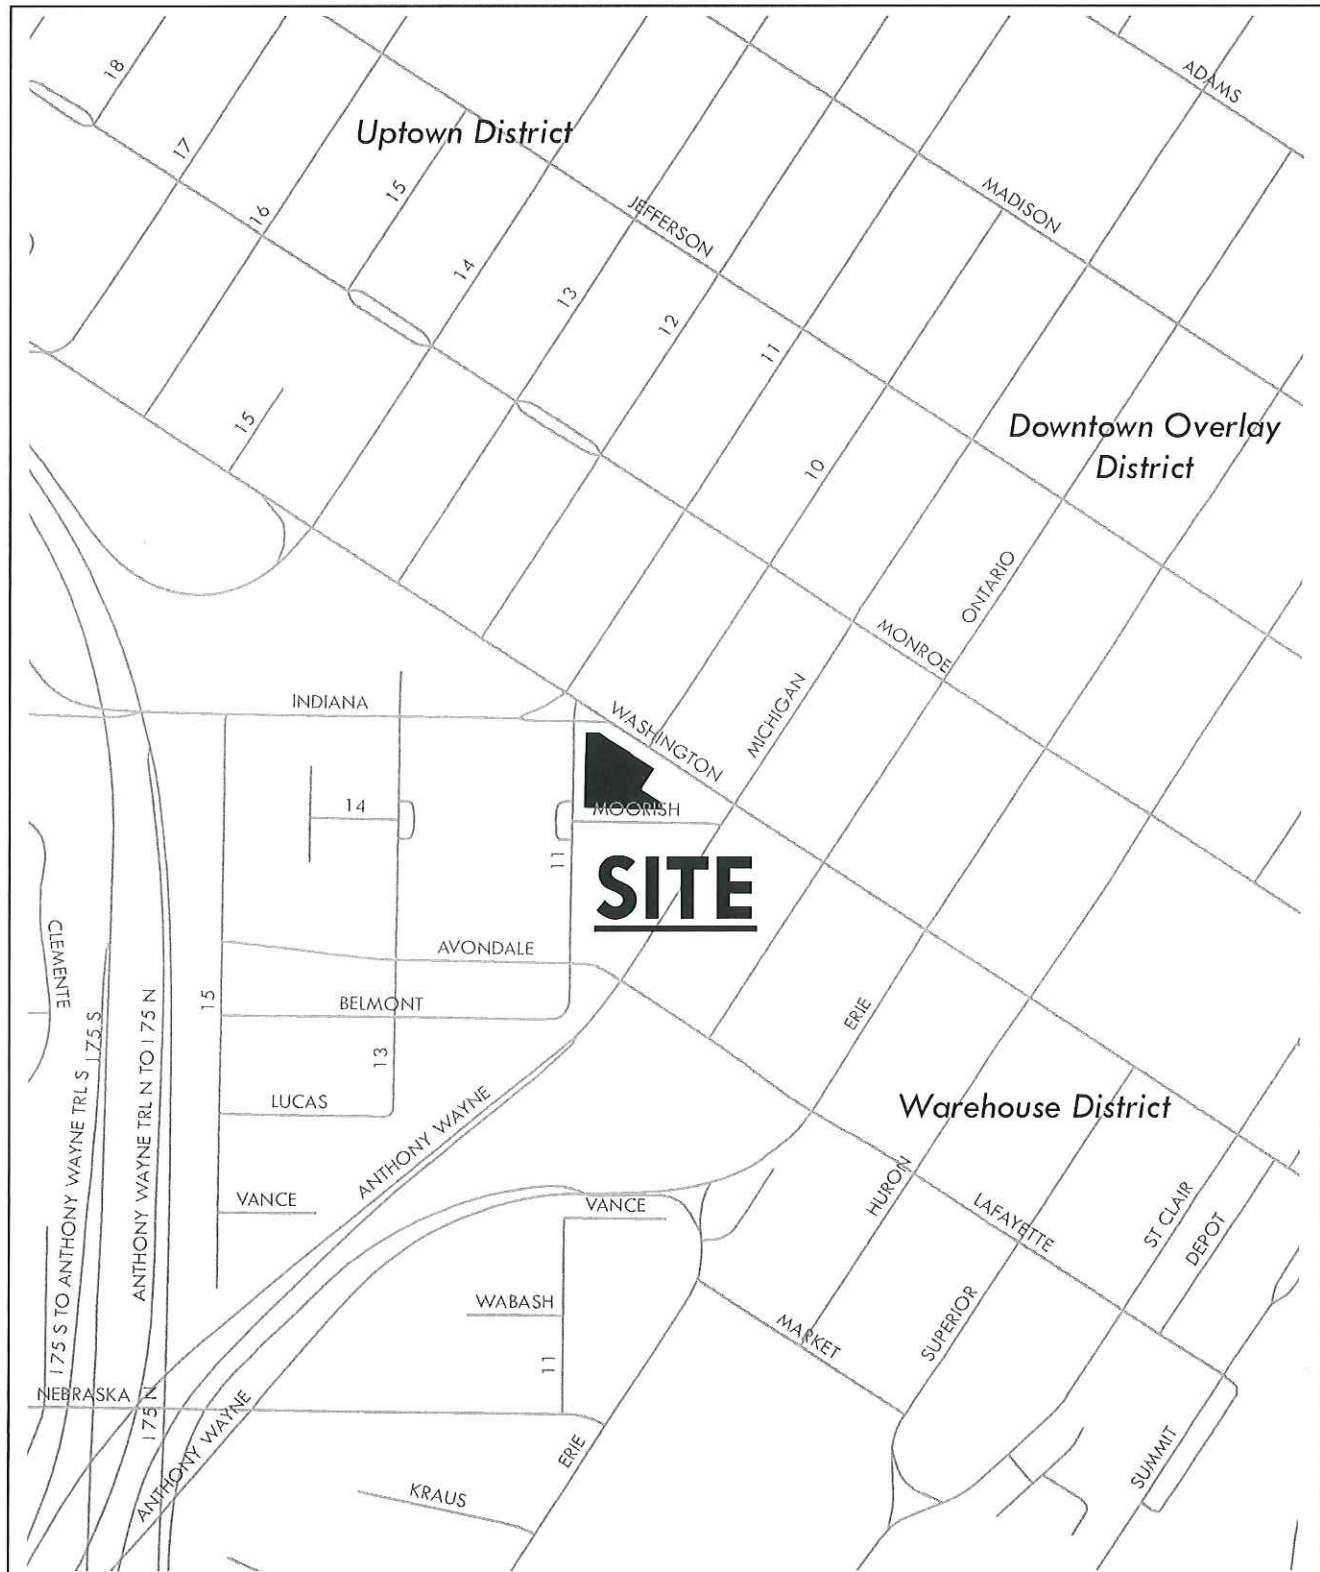 ADAMS
18
Uptown District
17
15
MADISON
16
JEFFERSON
14
13
12
11
15
Downtown Overlay
District
10
ONTARIO
MONROE
MICHIGAN
INDIANA
WASHINGTON
14
MOORISH
11
SITE
CLEMENTE
AVONDALE
15
BELMONT
ERIE
175 S
ANTHONY WAYNE TRL N TO 175 N
13
175 S TO ANTHONY WAYNE TRL S
LUCAS
Warehouse District
ANTHONY WAYNE
VANCE
VANCE
HURON
LAFAYETTE
ST CLAIR
DEPOT
WABASH
MARKET
SUPERIOR
11
NEBRASKA
175 N
ANTHONY WAYNE
ERIE
SUMMIT
KRAUS